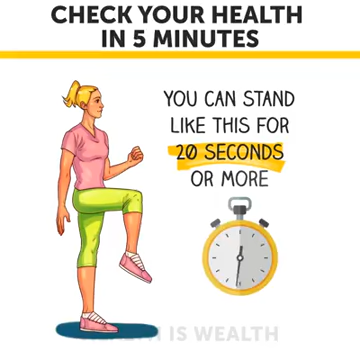 CHECK YOUR HEALTH
IN 5 MINUTES
YOU CAN STAND
LIKE THIS FOR
20 SECONDS
OR MORE
IS WEALTH